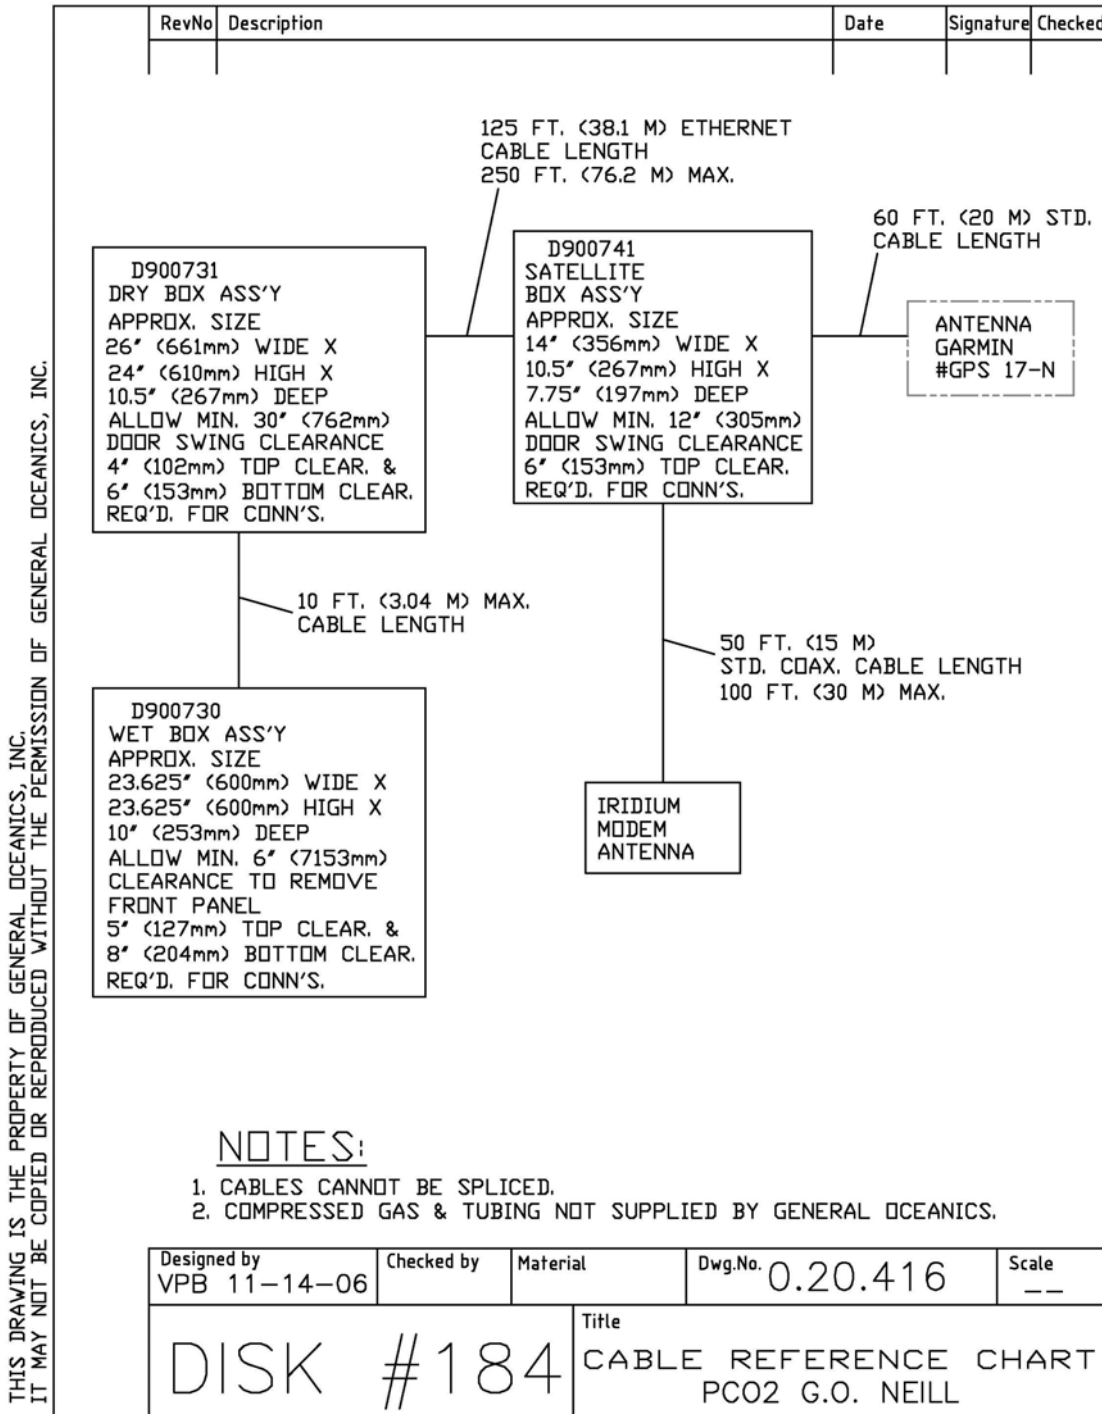 RevNo Description Date Signature Checked
125 FT. (38.1 M) ETHERNET
CABLE LENGTH
250 FT. (76.2 M) MAX.
60 FT. (20 M) STD.
CABLE LENGTH
D900731
DRY BOX ASS'Y
APPROX. SIZE
26" (661mm) WIDE X
24" (610mm) HIGH X
10.5" (267mm) DEEP
ALLOW MIN. 30" (762mm)
DOOR SWING CLEARANCE
4" (102mm) TOP CLEAR. &
6" (153mm) BOTTOM CLEAR.
REQ'D. FOR CONN'S.
D900741
SATELLITE
BOX ASS'Y
APPROX. SIZE
14" (356mm) WIDE X
10.5" (267mm) HIGH X
7.75" (197mm) DEEP
ALLOW MIN. 12" (305mm)
DOOR SWING CLEARANCE
6" (153mm) TOP CLEAR.
REQ'D. FOR CONN'S.
ANTENNA
GARMIN
#GPS 17-N
10 FT. (3.04 M) MAX.
CABLE LENGTH
50 FT. (15 M)
STD. COAX. CABLE LENGTH
100 FT. (30 M) MAX.
D900730
WET BOX ASS'Y
APPROX. SIZE
23.625" (600mm) WIDE X
23.625" (600mm) HIGH X
10" (253mm) DEEP
ALLOW MIN. 6" (7153mm)
CLEARANCE TO REMOVE
FRONT PANEL
5" (127mm) TOP CLEAR. &
8" (204mm) BOTTOM CLEAR.
REQ'D. FOR CONN'S.
IRIDIUM
MODEM
ANTENNA
THIS DRAWING IS THE PROPERTY OF GENERAL OCEANICS, INC.
IT MAY NOT BE COPIED OR REPRODUCED WITHOUT THE PERMISSION OF GENERAL OCEANICS, INC.
NOTES:
1. CABLES CANNOT BE SPLICED.
2. COMPRESSED GAS & TUBING NOT SUPPLIED BY GENERAL OCEANICS.
Designed by
VPB 11-14-06
Checked by
Material
Dwg.No. 0.20.416
Scale
--
DISK #184
Title
CABLE REFERENCE CHART
PCO2 G.O. NEILL